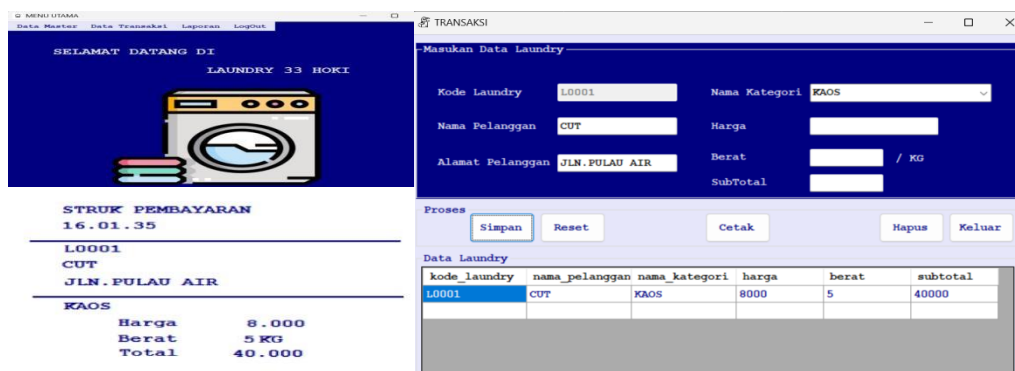 MENU UTAMA
Data Master Data Transaksi Laporan LogOut
SELAMAT DATANG DI
LAUNDRY 33 HOKI
STRUK PEMBAYARAN
16.01.35
L0001
CUT
JLN.PULAU AIR
KAOS
Harga 8.000
Berat 5 KG
Total 40.000
TRANSAKSI
Masukan Data Laundry
Kode Laundry L0001 Nama Kategori KAOS
Nama Pelanggan CUT Harga
Alamat Pelanggan JLN.PULAU AIR Berat / KG
SubTotal
Proses
Simpan Reset Cetak Hapus Keluar
Data Laundry
kode_laundry nama_pelanggan nama_kategori harga berat subtotal
L0001 CUT KAOS 8000 5 40000